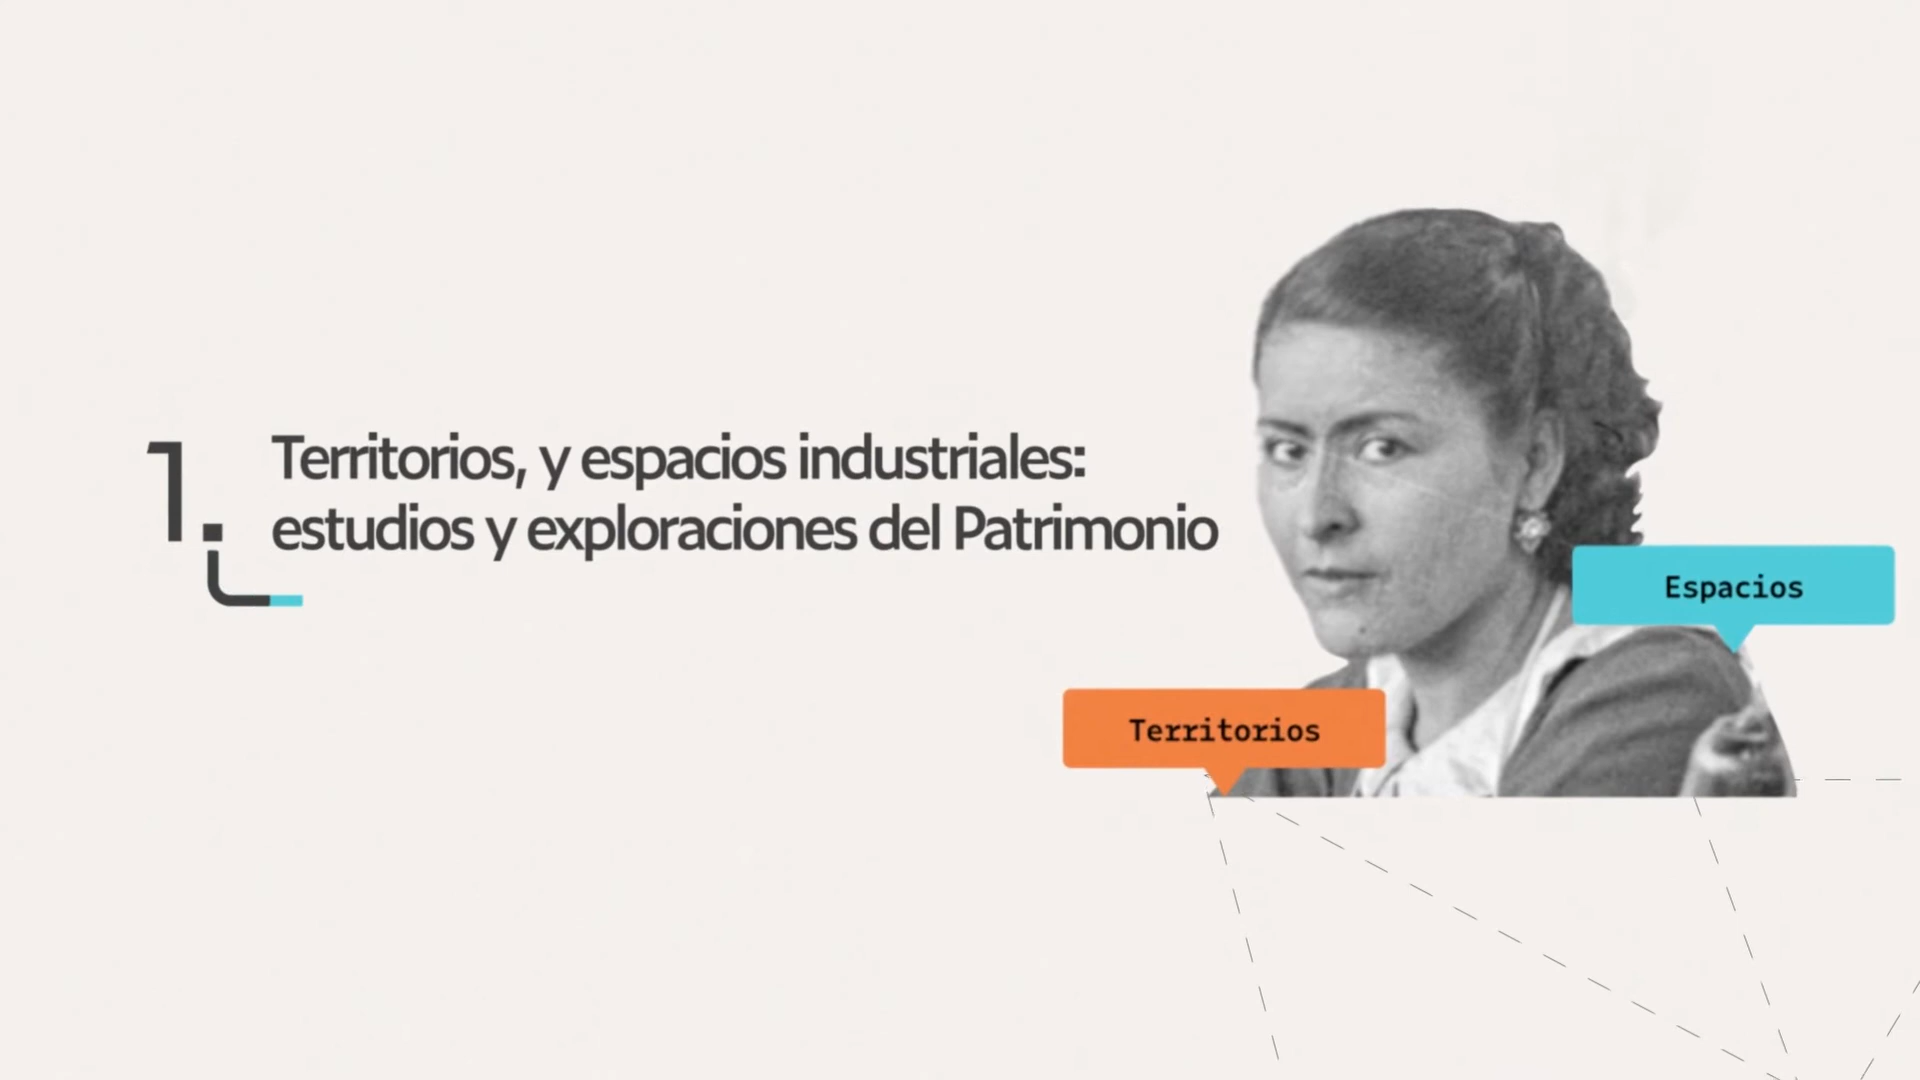 1.
Territorios, y espacios industriales:
estudios y exploraciones del Patrimonio
Espacios
Territorios